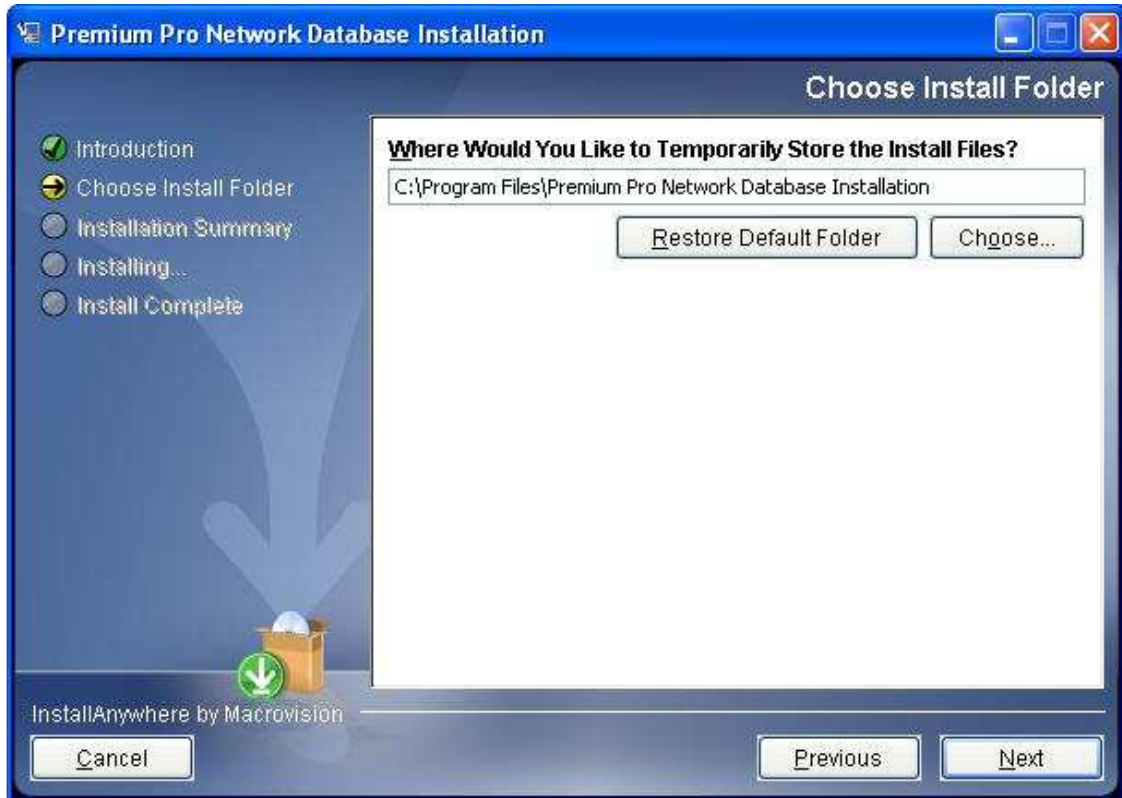 Premium Pro Network Database Installation
Choose Install Folder
Introduction
Choose Install Folder
Installation Summary
Installing...
Install Complete
Where Would You Like to Temporarily Store the Install Files?
C:\Program Files\Premium Pro Network Database Installation
Restore Default Folder Choose...
InstallAnywhere by Macrovision
Cancel Previous Next